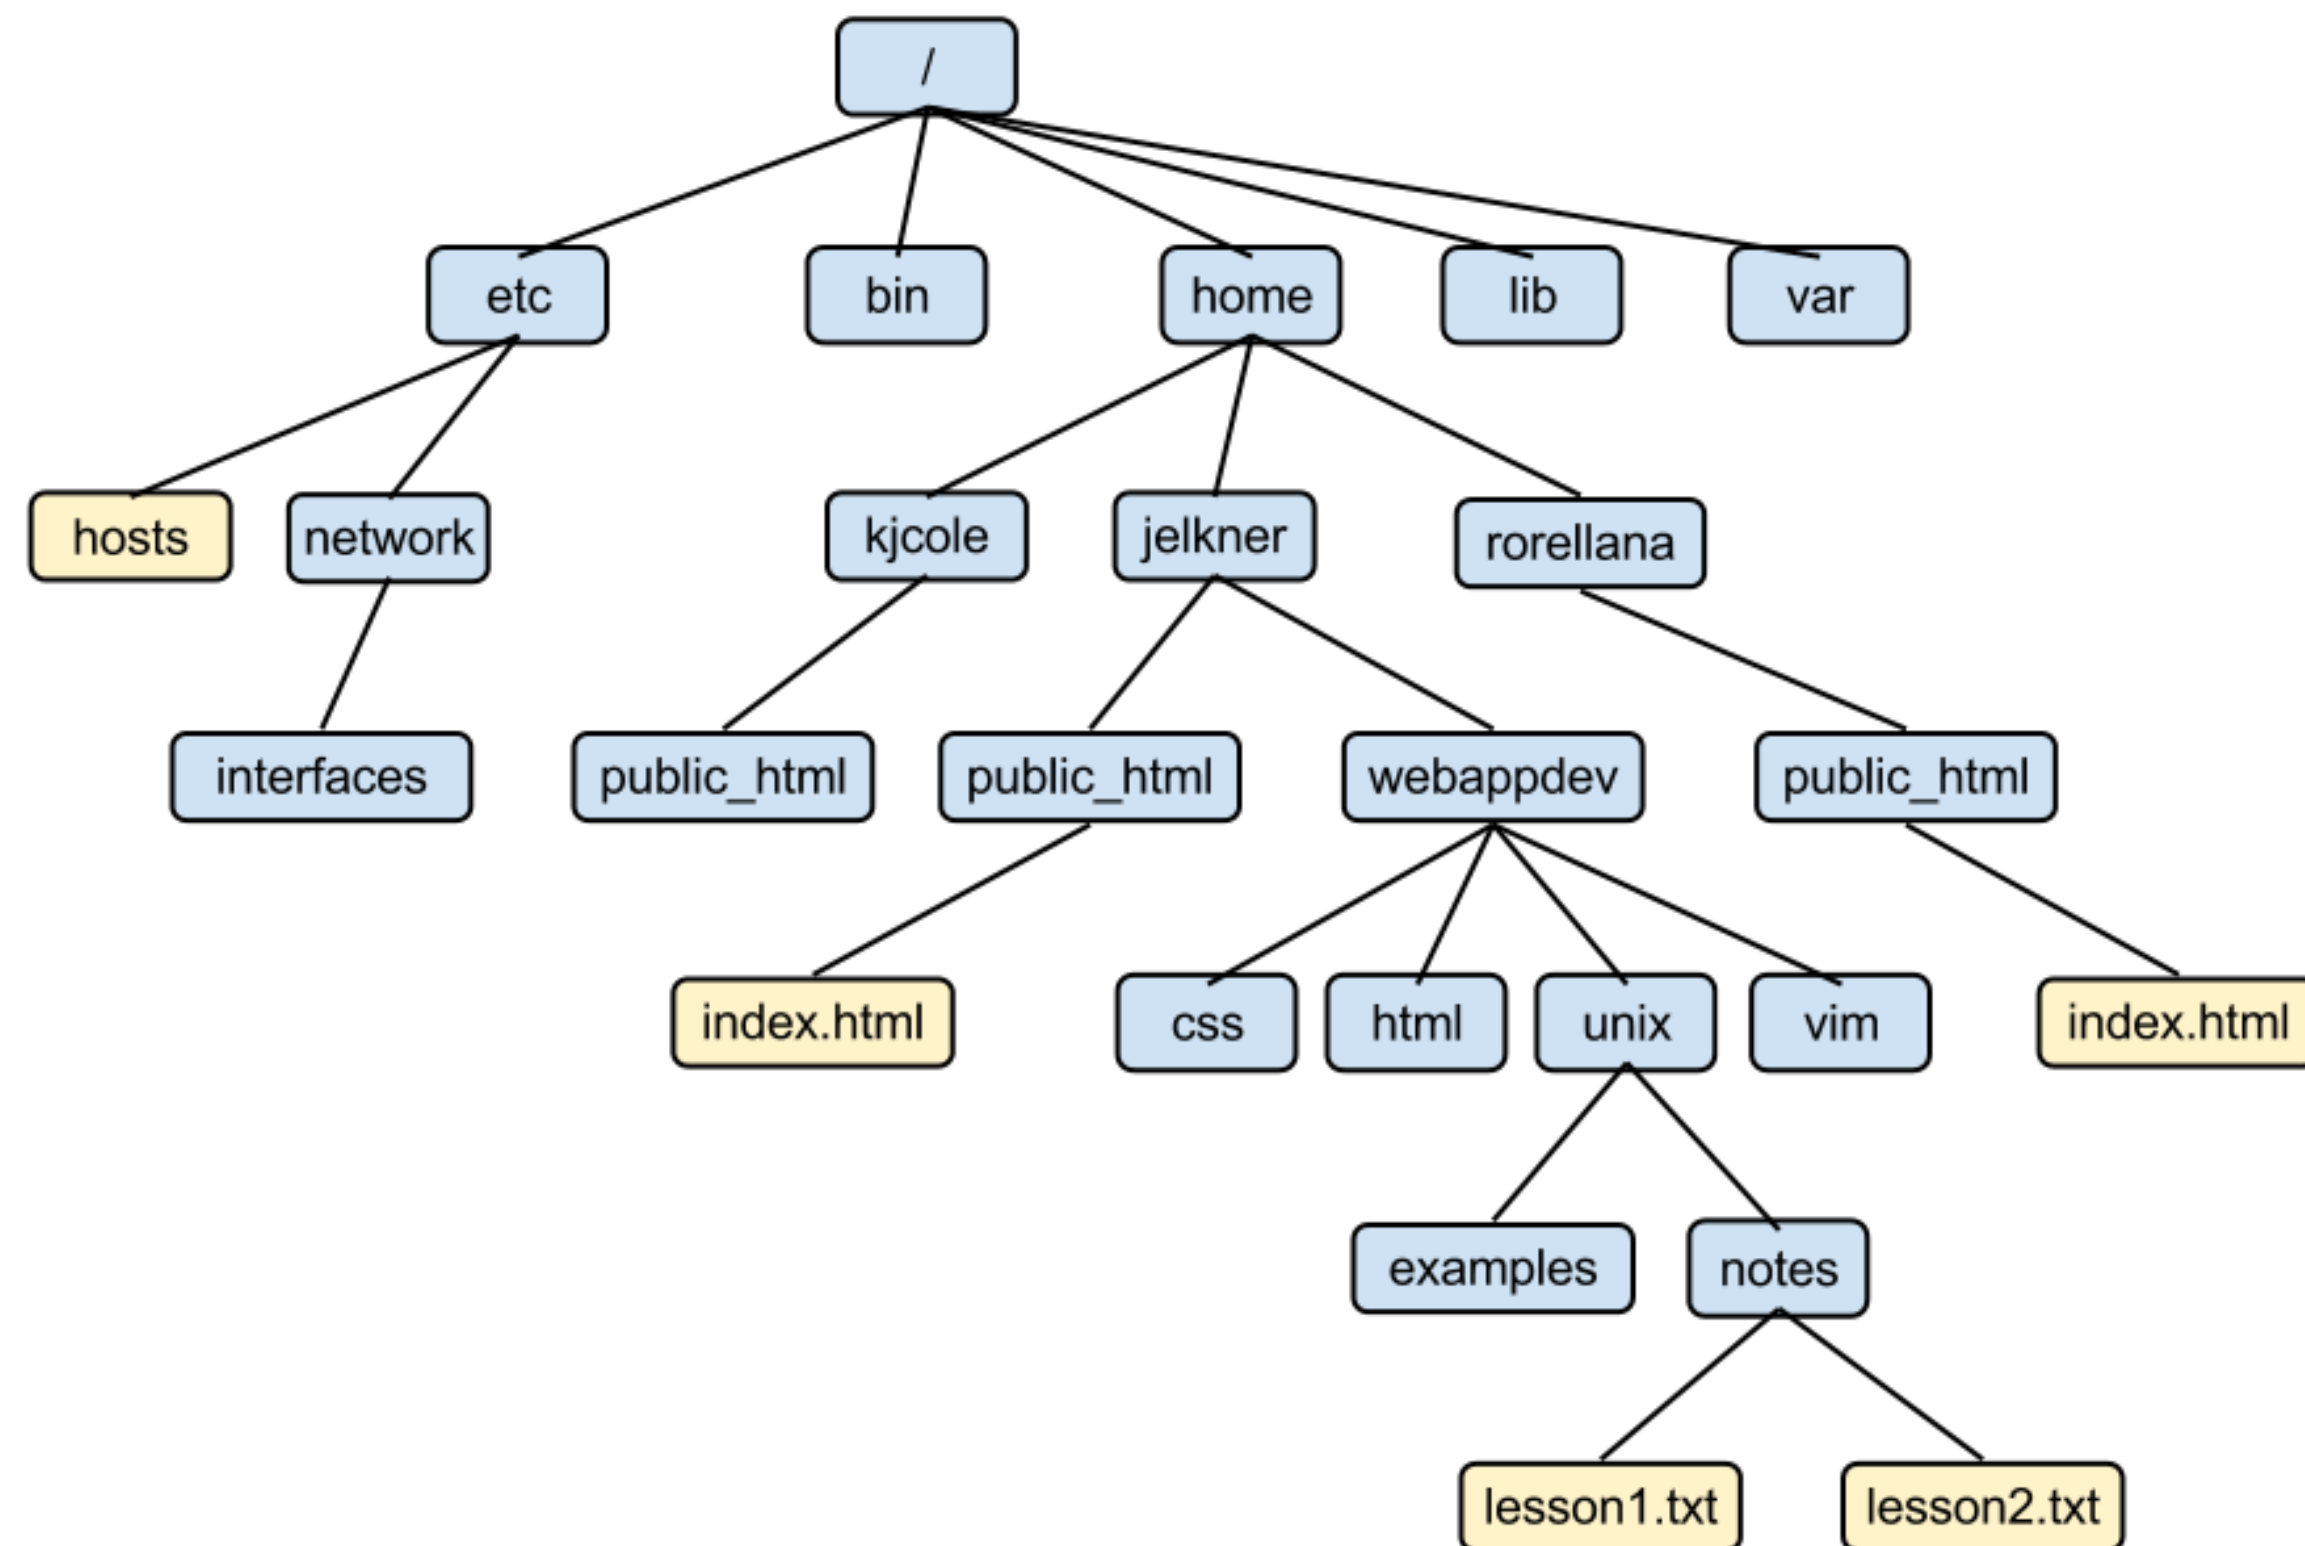 /
etc bin home lib var
hosts network kjcole jelkner rorellana
interfaces public_html public_html webappdev public_html
index.html css html unix vim index.html
examples notes
lesson1.txt lesson2.txt